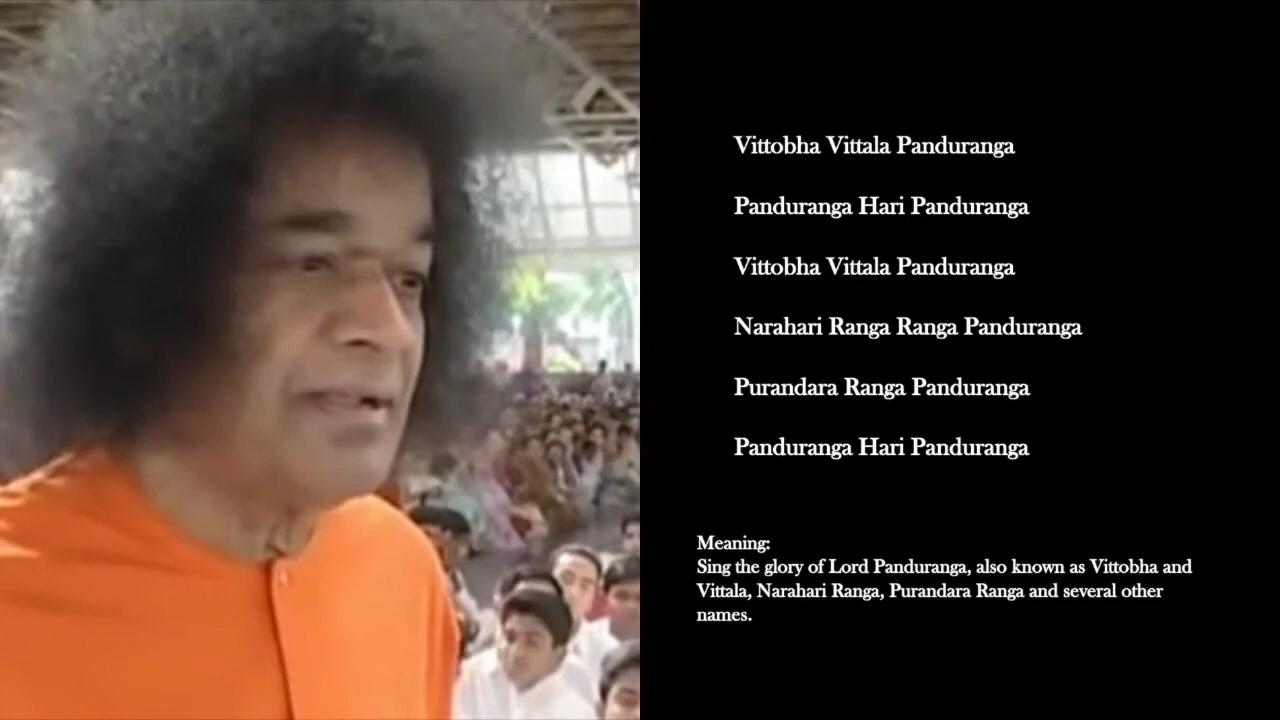 Vittobha Vittala Panduranga
Panduranga Hari Panduranga
Vittobha Vittala Panduranga
Narahari Ranga Ranga Panduranga
Purandara Ranga Panduranga
Panduranga Hari Panduranga
Meaning:
Sing the glory of Lord Panduranga, also known as Vittobha and
Vittala, Narahari Ranga, Purandara Ranga and several other
names.